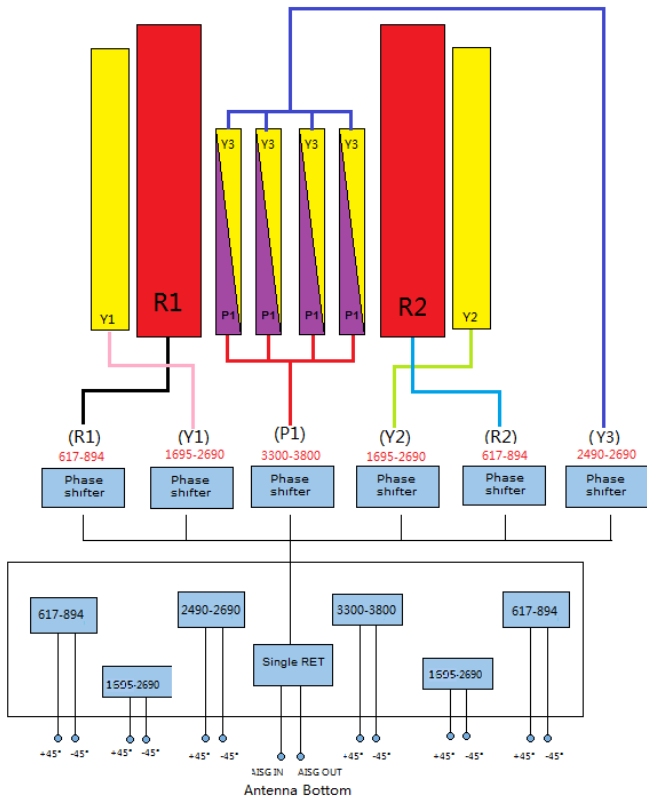 Y3 Y3 Y3 Y3
R1
R2
Y1
P1 P1 P1 P1
Y2
(R1) (Y1) (P1) (Y2) (R2) (Y3)
617-894 1695-2690 3300-3800 1695-2690 617-894 2490-2690
Phase Phase Phase Phase Phase Phase
shifter shifter shifter shifter shifter shifter
617-894 2490-2690 3300-3800 617-894
Single RET
1695-2690 1695-2690
+45° -45° +45° -45° +45° -45° +45° -45° +45° -45° +45° -45°
AISG IN AISG OUT
Antenna Bottom